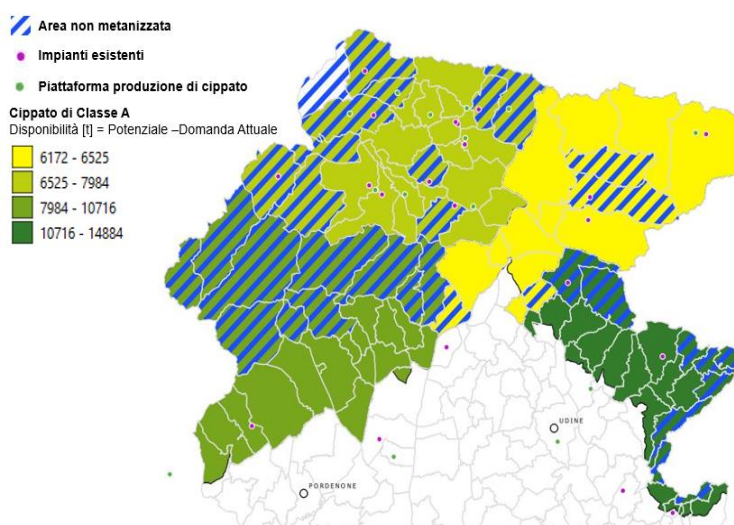 Area non metanizzata
Impianti esistenti
Piattaforma produzione di cippato
Cippato di Classe A
Disponibilità [t] = Potenziale –Domanda Attuale
6172 - 6525
6525 - 7984
7984 - 10716
10716 - 14884
UDINE
PORDENONE